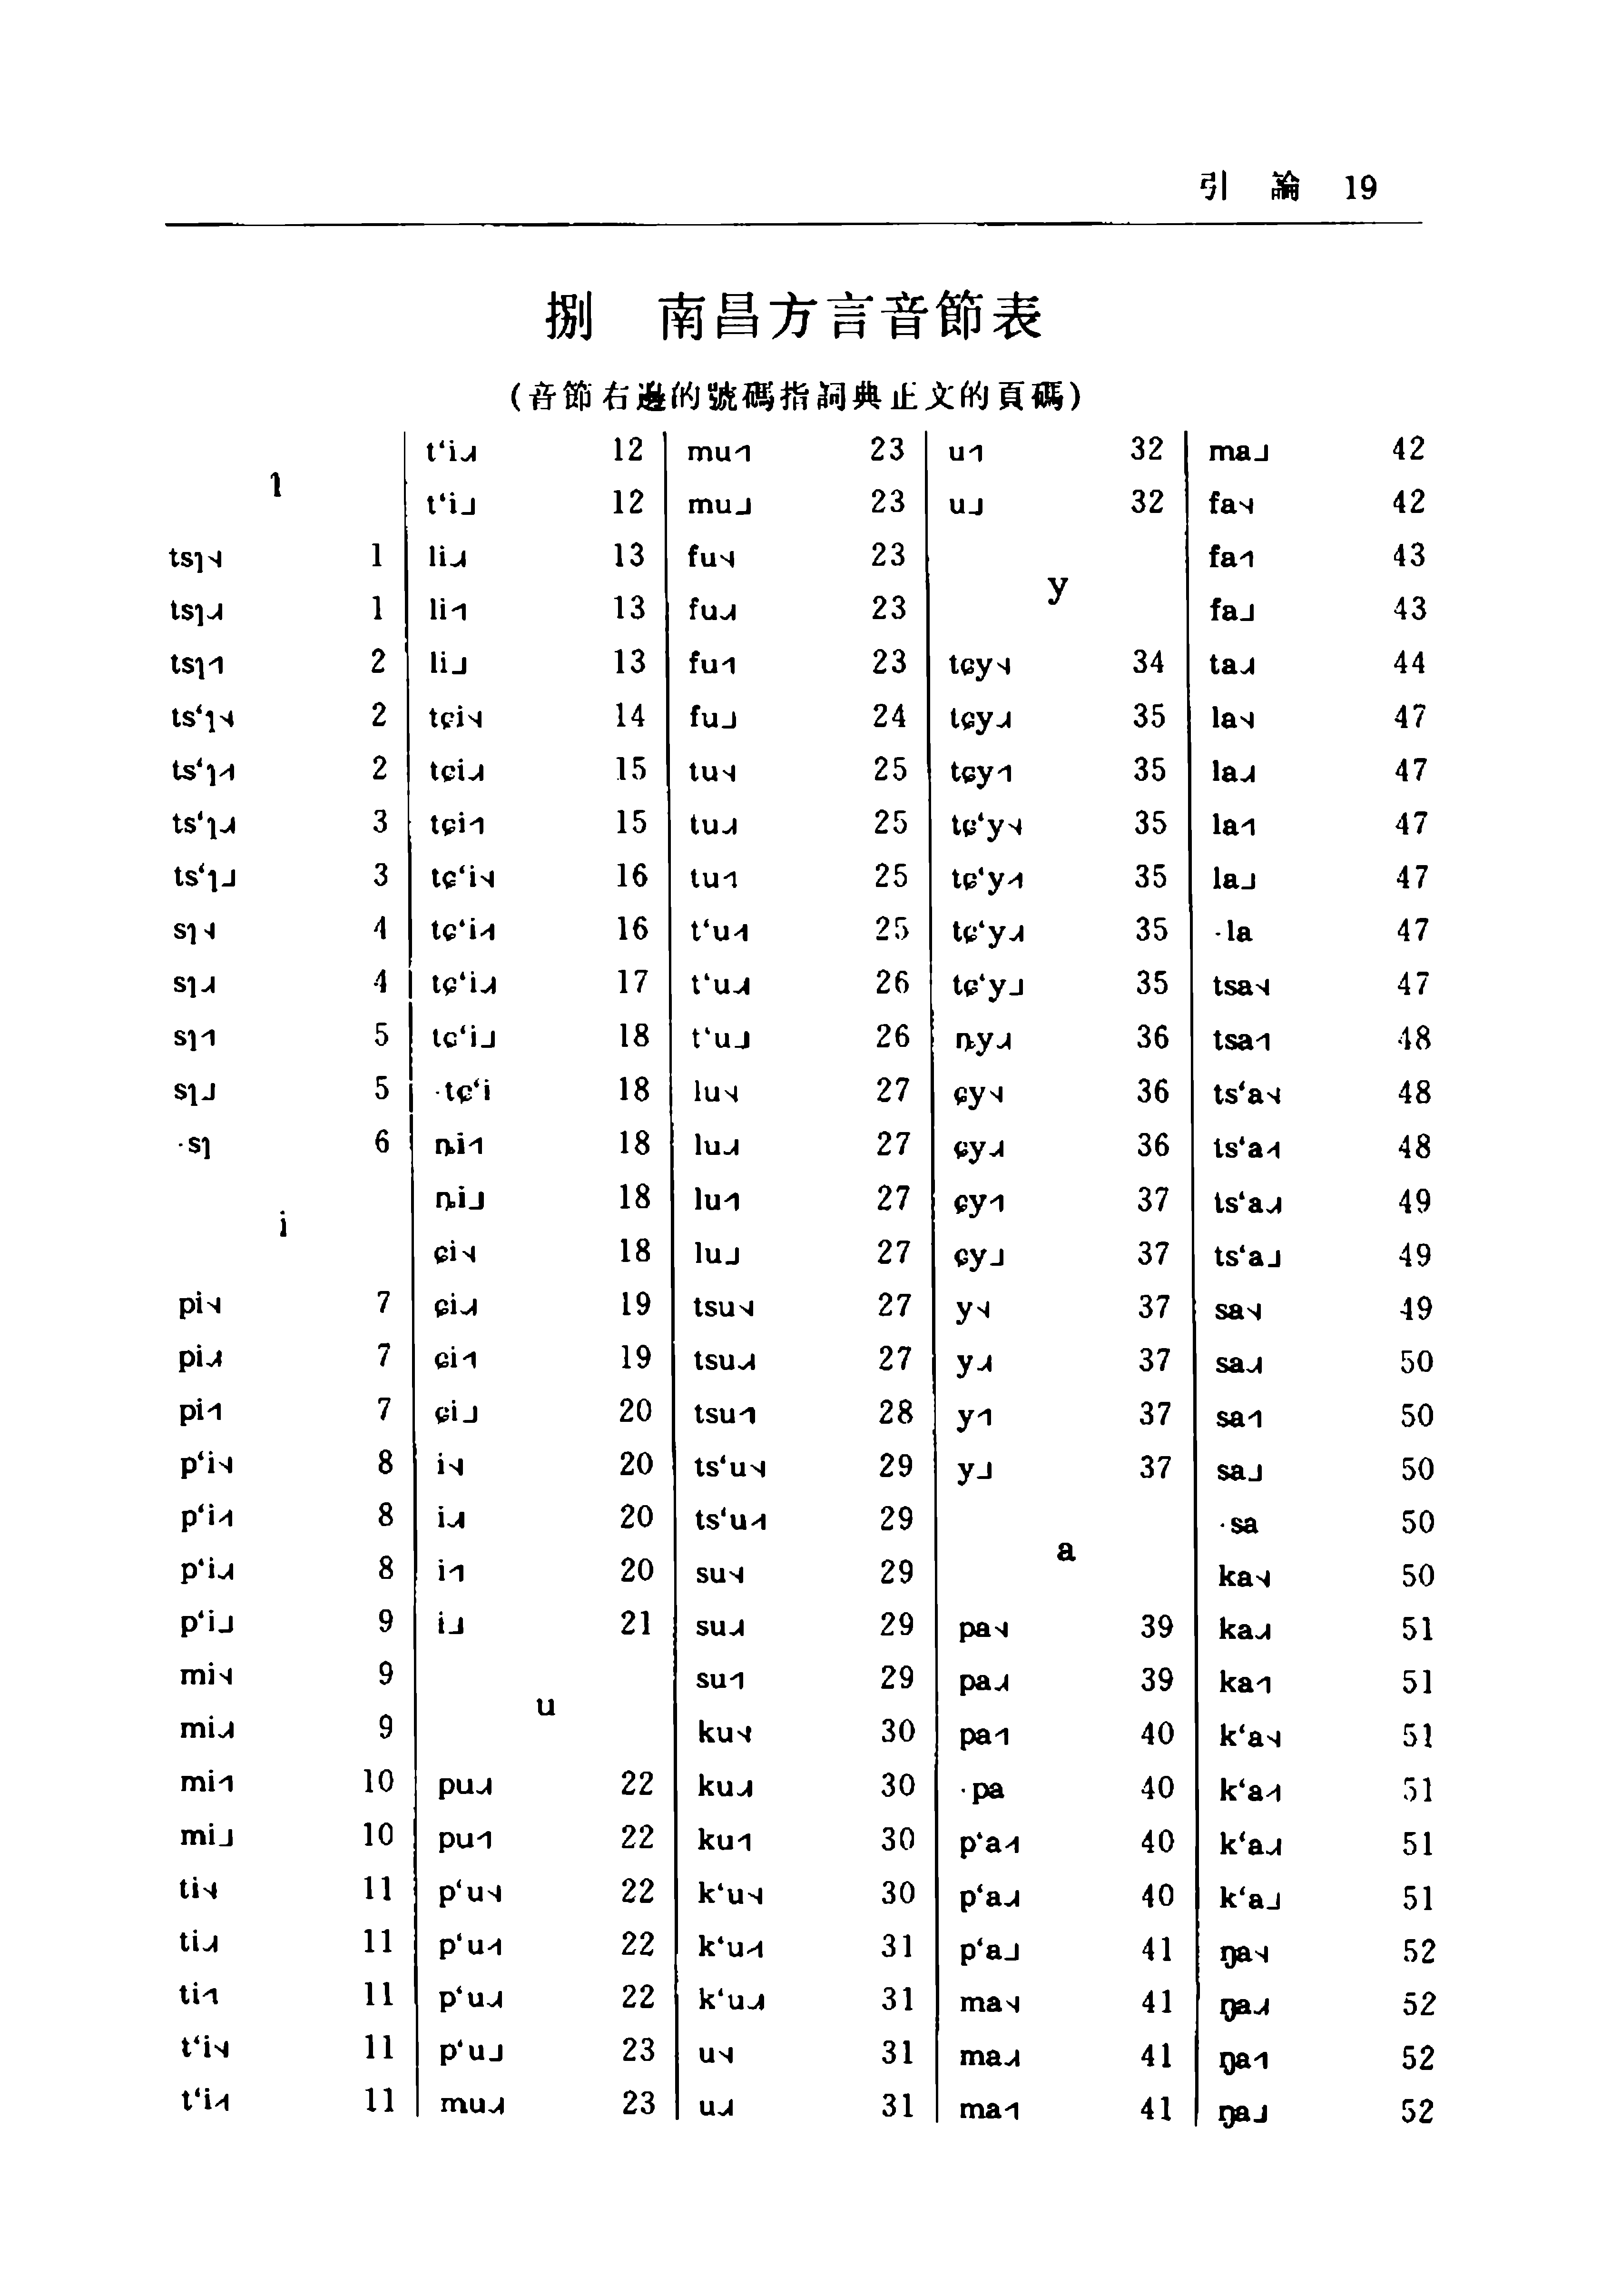 引 論 19
捌 南昌方言音節表
(音節右邊的號碼指詞典正文的頁碼)
ɿ
tsɿ˦˨ 1
tsɿ˨˩˧ 1
tsɿ˦˥ 2
ts‘ɿ˦˨ 2
ts‘ɿ˨˦ 2
ts‘ɿ˨˩˧ 3
ts‘ɿ˨˩ 3
sɿ˦˨ 4
sɿ˨˩˧ 4
sɿ˦˥ 5
sɿ˨˩ 5
·sɿ 6
i
pi˦˨ 7
pi˨˩˧ 7
pi˦˥ 7
p‘i˦˨ 8
p‘i˨˦ 8
p‘i˨˩˧ 8
p‘i˨˩ 9
mi˦˨ 9
mi˨˩˧ 9
mi˦˥ 10
mi˨˩ 10
ti˦˨ 11
ti˨˩˧ 11
ti˦˥ 11
t‘i˦˨ 11
t‘i˨˦ 11
t‘i˨˩˧ 12
t‘i˨˩ 12
li˨˩˧ 13
li˦˥ 13
li˨˩ 13
tɕi˦˨ 14
tɕi˨˩˧ 15
tɕi˦˥ 15
tɕ‘i˦˨ 16
tɕ‘i˨˦ 16
tɕ‘i˨˩˧ 17
tɕ‘i˨˩ 18
·tɕ‘i 18
ȵi˦˥ 18
ȵi˨˩ 18
ɕi˦˨ 18
ɕi˨˩˧ 19
ɕi˦˥ 19
ɕi˨˩ 20
i˦˨ 20
i˨˩˧ 20
i˦˥ 20
i˨˩ 21
u
pu˨˩˧ 22
pu˦˥ 22
p‘u˦˨ 22
p‘u˨˦ 22
p‘u˨˩˧ 22
p‘u˨˩ 23
mu˨˩˧ 23
mu˦˥ 23
mu˨˩ 23
fu˦˨ 23
fu˨˩˧ 23
fu˦˥ 23
fu˨˩ 24
tu˦˨ 25
tu˨˩˧ 25
tu˦˥ 25
t‘u˨˦ 25
t‘u˨˩˧ 26
t‘u˨˩ 26
lu˦˨ 27
lu˨˩˧ 27
lu˦˥ 27
lu˨˩ 27
tsu˦˨ 27
tsu˨˩˧ 27
tsu˦˥ 28
ts‘u˦˨ 29
ts‘u˨˦ 29
su˦˨ 29
su˨˩˧ 29
su˦˥ 29
ku˦˨ 30
ku˨˩˧ 30
ku˦˥ 30
k‘u˦˨ 30
k‘u˨˦ 31
k‘u˨˩˧ 31
u˦˨ 31
u˨˩˧ 31
u˦˥ 32
u˨˩ 32
y
tɕy˦˨ 34
tɕy˨˩˧ 35
tɕy˦˥ 35
tɕ‘y˦˨ 35
tɕ‘y˨˦ 35
tɕ‘y˨˩˧ 35
tɕ‘y˨˩ 35
ȵy˨˩˧ 36
ɕy˦˨ 36
ɕy˨˩˧ 36
ɕy˦˥ 37
ɕy˨˩ 37
y˦˨ 37
y˨˩˧ 37
y˦˥ 37
y˨˩ 37
a
pa˦˨ 39
pa˨˩˧ 39
pa˦˥ 40
·pa 40
p‘a˨˦ 40
p‘a˨˩˧ 40
p‘a˨˩ 41
ma˦˨ 41
ma˨˩˧ 41
ma˦˥ 41
ma˨˩ 42
fa˦˨ 42
fa˦˥ 43
fa˨˩ 43
ta˨˩˧ 44
la˦˨ 47
la˨˩˧ 47
la˦˥ 47
la˨˩ 47
·la 47
tsa˦˨ 47
tsa˦˥ 48
ts‘a˦˨ 48
ts‘a˨˦ 48
ts‘a˨˩˧ 49
ts‘a˨˩ 49
sa˦˨ 49
sa˨˩˧ 50
sa˦˥ 50
sa˨˩ 50
·sa 50
ka˦˨ 50
ka˨˩˧ 51
ka˦˥ 51
k‘a˦˨ 51
k‘a˨˦ 51
k‘a˨˩˧ 51
k‘a˨˩ 51
ŋa˦˨ 52
ŋa˨˩˧ 52
ŋa˦˥ 52
ŋa˨˩ 52